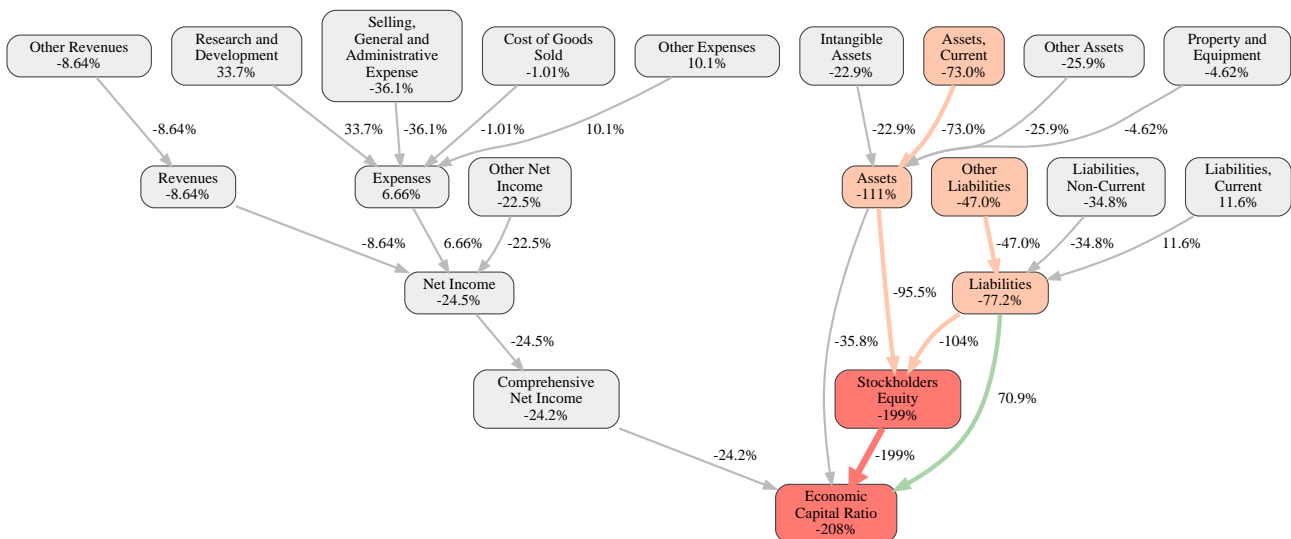 Other Revenues
-8.64%
Research and
Development
33.7%
Selling,
General and
Administrative
Expense
-36.1%
Cost of Goods
Sold
-1.01%
Other Expenses
10.1%
Intangible
Assets
-22.9%
Assets,
Current
-73.0%
Other Assets
-25.9%
Property and
Equipment
-4.62%
-8.64%
33.7%
-36.1%
-1.01%
10.1%
-22.9%
-73.0%
-25.9%
-4.62%
Revenues
-8.64%
Expenses
6.66%
Other Net
Income
-22.5%
Assets
-111%
Other
Liabilities
-47.0%
Liabilities,
Non-Current
-34.8%
Liabilities,
Current
11.6%
-8.64%
6.66%
-22.5%
-47.0%
-34.8%
11.6%
Net Income
-24.5%
-95.5%
Liabilities
-77.2%
-24.5%
-35.8%
-104%
Comprehensive
Net Income
-24.2%
Stockholders
Equity
-199%
70.9%
-24.2%
-199%
Economic
Capital Ratio
-208%